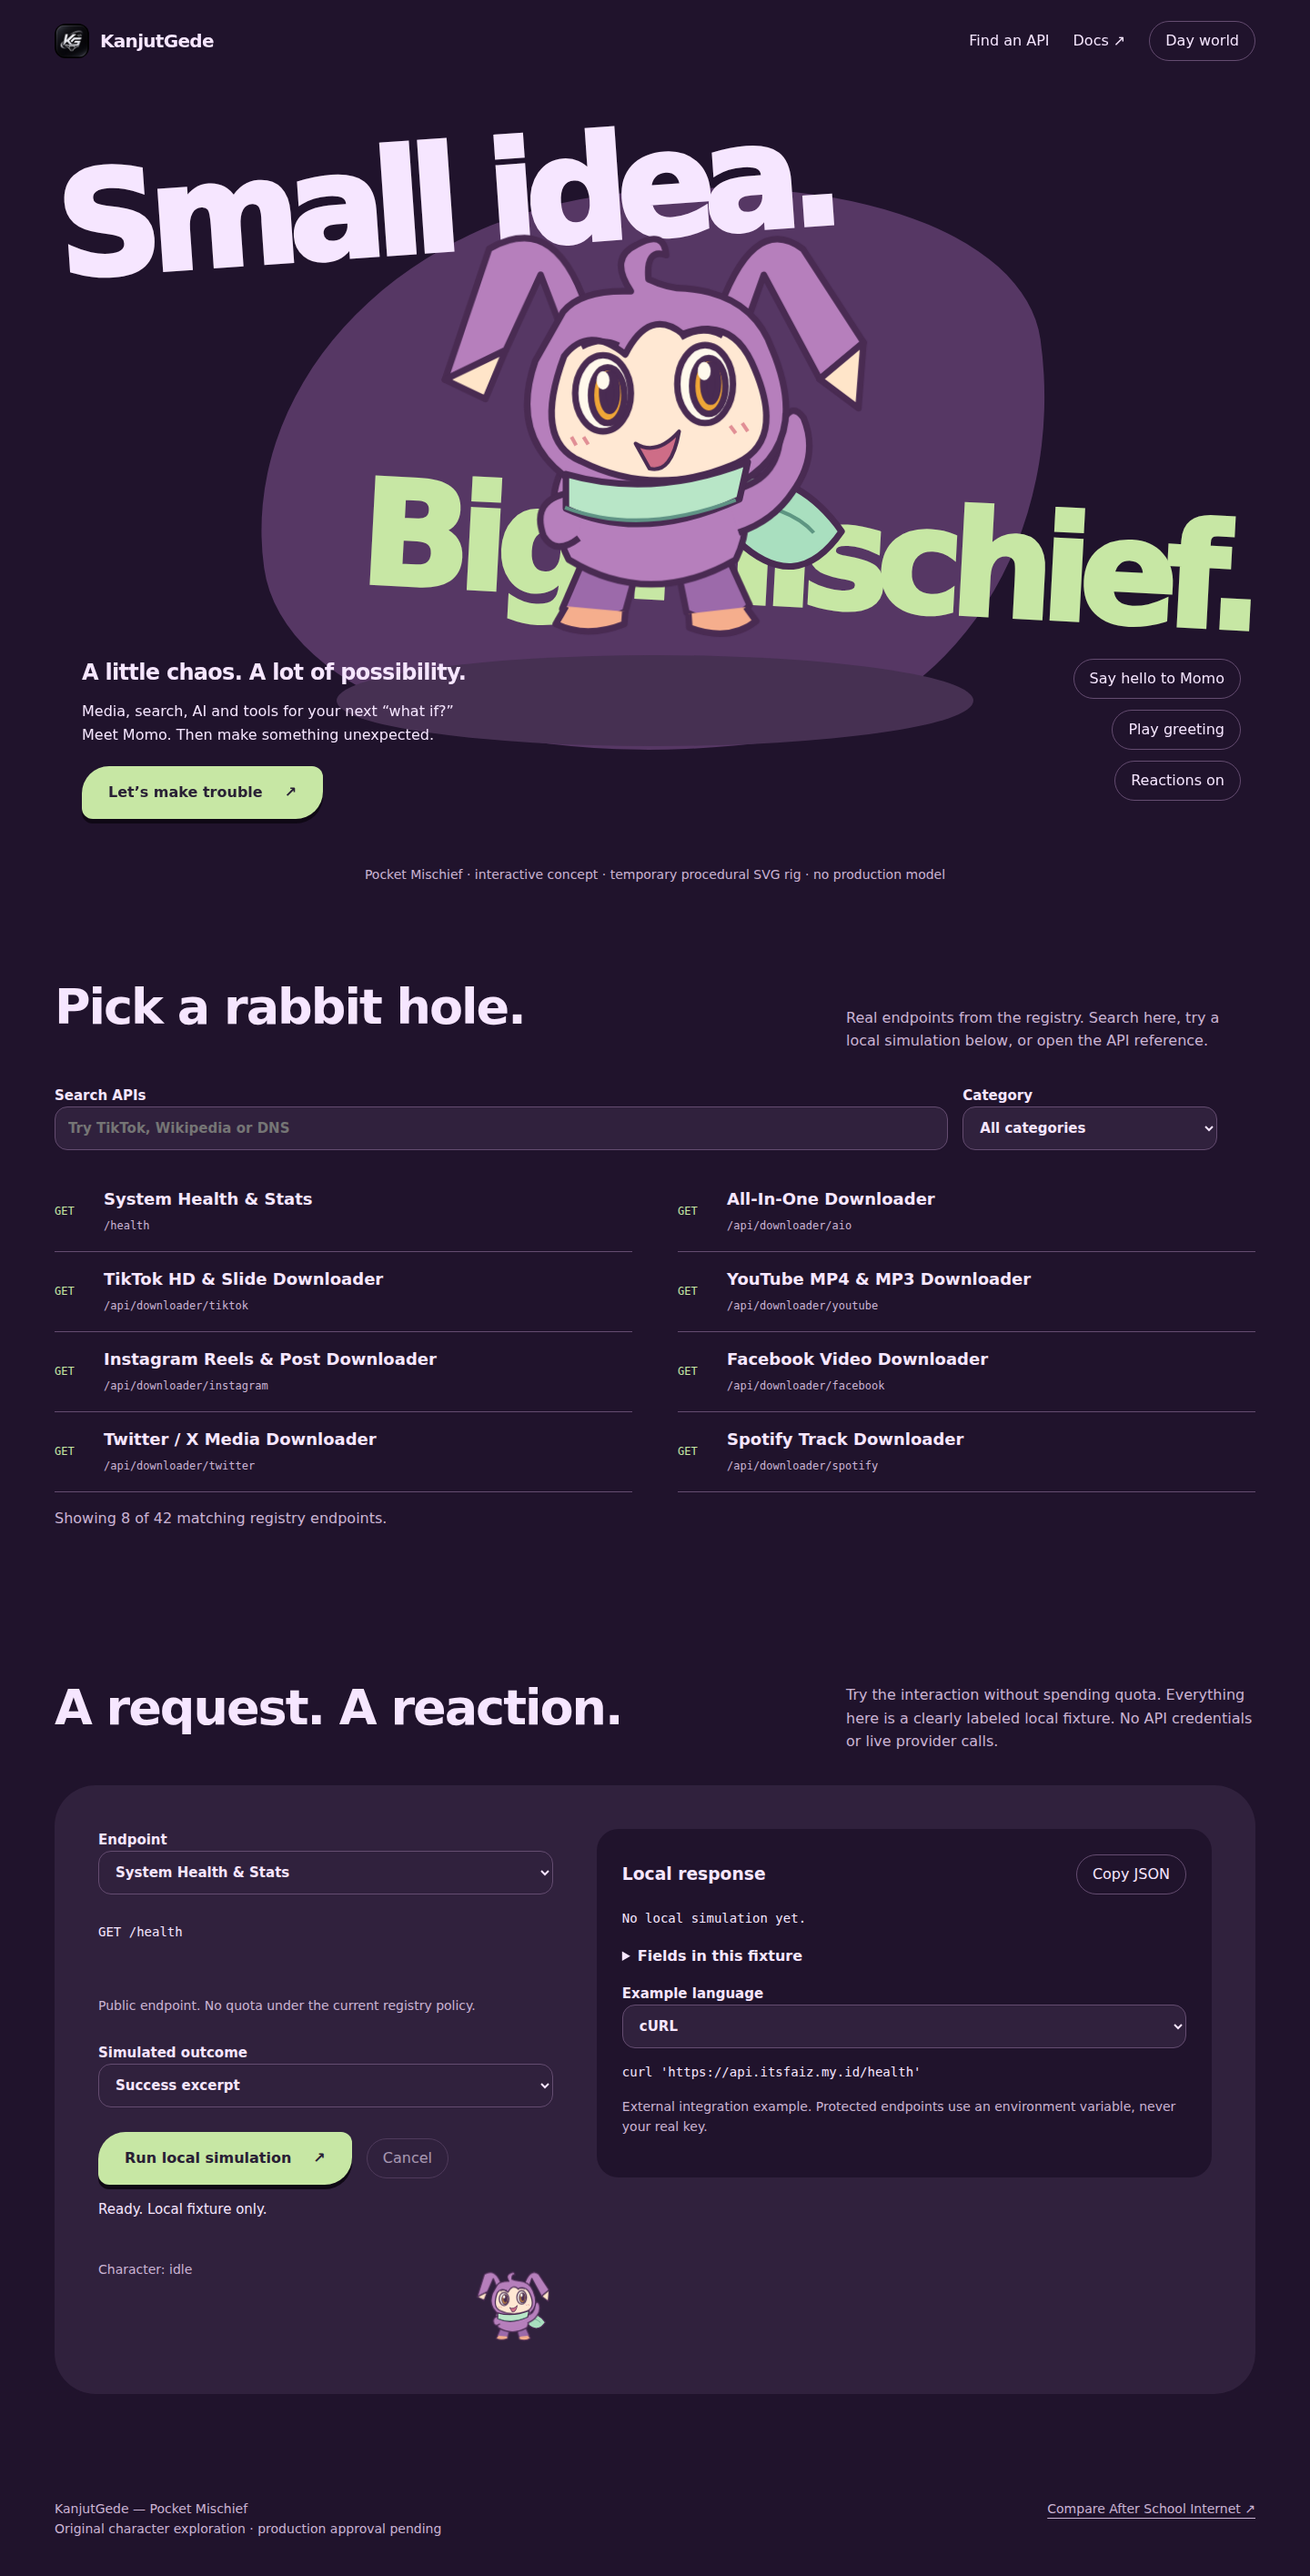 KG KanjutGede
Find an API
Docs ↗
Day world
Small idea.
Big mischief.
A little chaos. A lot of possibility.
Media, search, AI and tools for your next “what if?”
Meet Momo. Then make something unexpected.
Let’s make trouble ↗
Say hello to Momo
Play greeting
Reactions on
Pocket Mischief · interactive concept · temporary procedural SVG rig · no production model
Pick a rabbit hole.
Real endpoints from the registry. Search here, try a
local simulation below, or open the API reference.
Search APIs
Try TikTok, Wikipedia or DNS
Category
All categories
GET
System Health & Stats
/health
GET
All-In-One Downloader
/api/downloader/aio
GET
TikTok HD & Slide Downloader
/api/downloader/tiktok
GET
YouTube MP4 & MP3 Downloader
/api/downloader/youtube
GET
Instagram Reels & Post Downloader
/api/downloader/instagram
GET
Facebook Video Downloader
/api/downloader/facebook
GET
Twitter / X Media Downloader
/api/downloader/twitter
GET
Spotify Track Downloader
/api/downloader/spotify
Showing 8 of 42 matching registry endpoints.
A request. A reaction.
Try the interaction without spending quota. Everything
here is a clearly labeled local fixture. No API credentials
or live provider calls.
Endpoint
System Health & Stats
GET /health
Public endpoint. No quota under the current registry policy.
Simulated outcome
Success excerpt
Run local simulation ↗
Cancel
Ready. Local fixture only.
Character: idle
Local response
Copy JSON
No local simulation yet.
▶ Fields in this fixture
Example language
cURL
curl 'https://api.itsfaiz.my.id/health'
External integration example. Protected endpoints use an environment variable, never
your real key.
KanjutGede — Pocket Mischief
Original character exploration · production approval pending
Compare After School Internet ↗